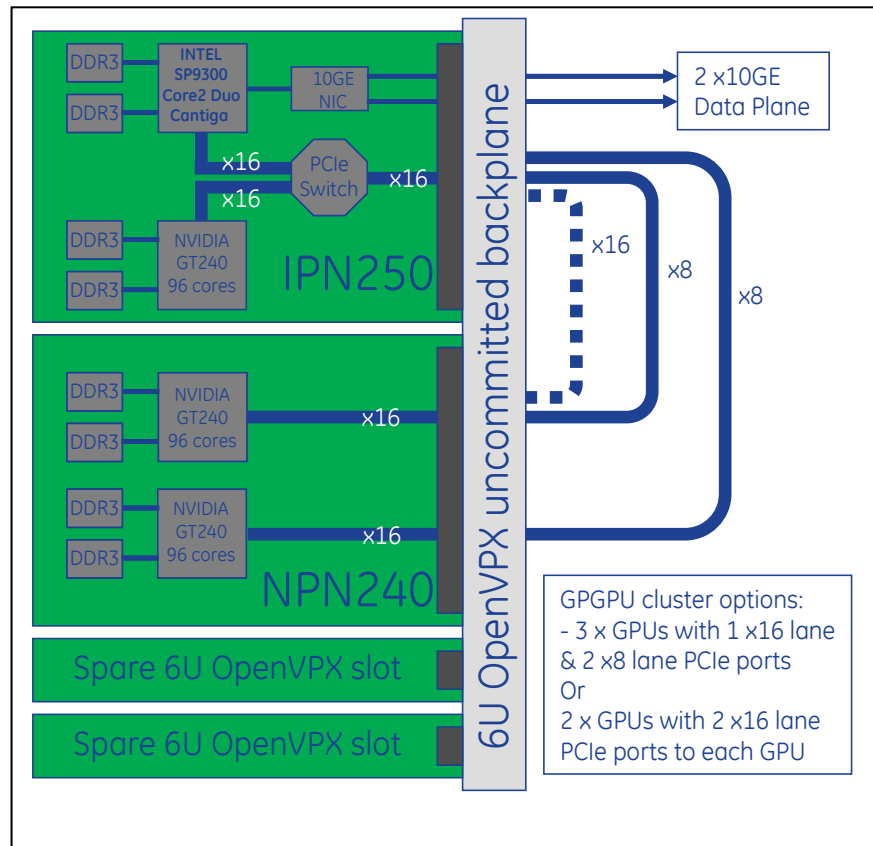 DDR3
DDR3
INTEL
SP9300
Core2 Duo
Cantiga
10GE
NIC
2 x10GE
Data Plane
x16
x16
PCIe
Switch
x16
DDR3
DDR3
NVIDIA
GT240
96 cores
IPN250
6U OpenVPX uncommitted backplane
x16
x8
x8
DDR3
DDR3
NVIDIA
GT240
96 cores
x16
DDR3
DDR3
NVIDIA
GT240
96 cores
x16
NPN240
Spare 6U OpenVPX slot
Spare 6U OpenVPX slot
GPGPU cluster options:
- 3 x GPUs with 1 x16 lane
& 2 x8 lane PCIe ports
Or
2 x GPUs with 2 x16 lane
PCIe ports to each GPU